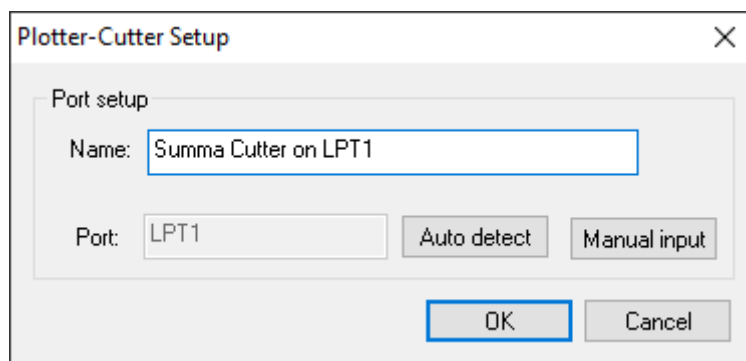 Plotter-Cutter Setup
Port setup
Name: Summa Cutter on LPT1
Port: LPT1 Auto detect Manual input
OK Cancel